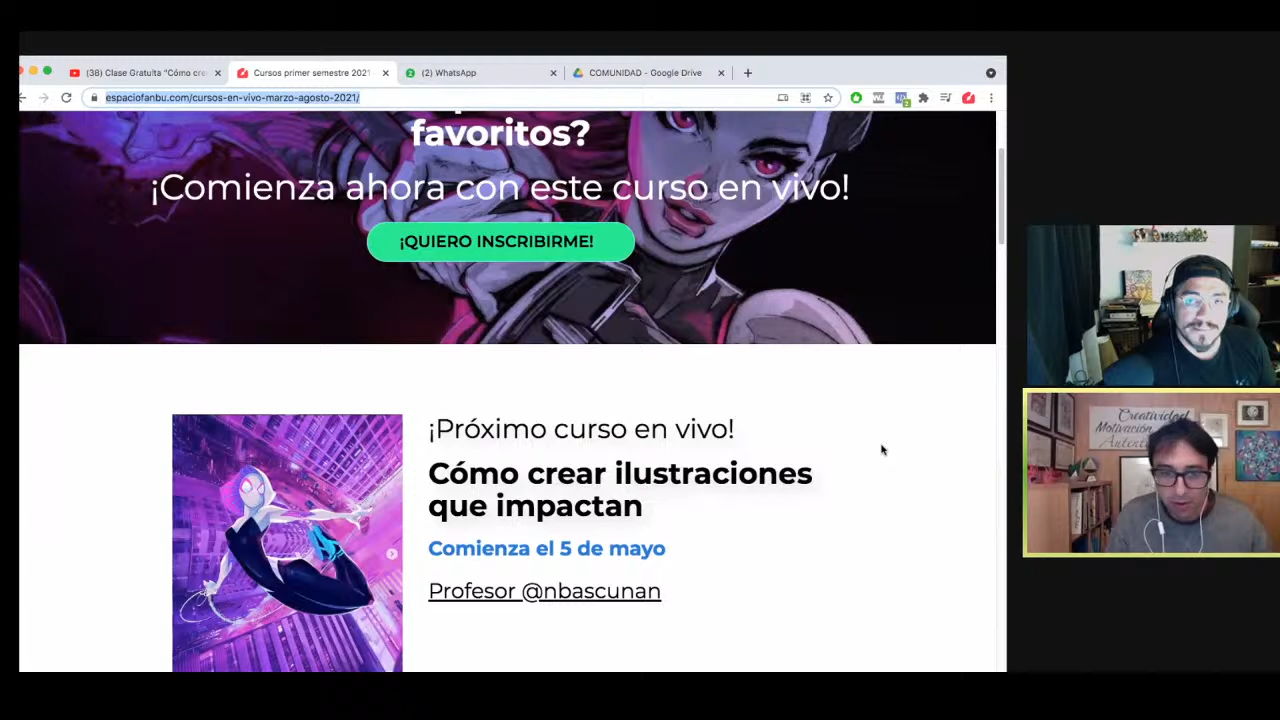 (38) Clase Gratuita "Cómo cre
Cursos primer semestre 2021
(2) WhatsApp
COMUNIDAD - Google Drive
espaciofanbu.com/cursos-en-vivo-marzo-agosto-2021/
favoritos?
¡Comienza ahora con este curso en vivo!
¡QUIERO INSCRIBIRME!
¡Próximo curso en vivo!
Cómo crear ilustraciones
que impactan
Comienza el 5 de mayo
Profesor @nbascunan
Creatividad
Motivación